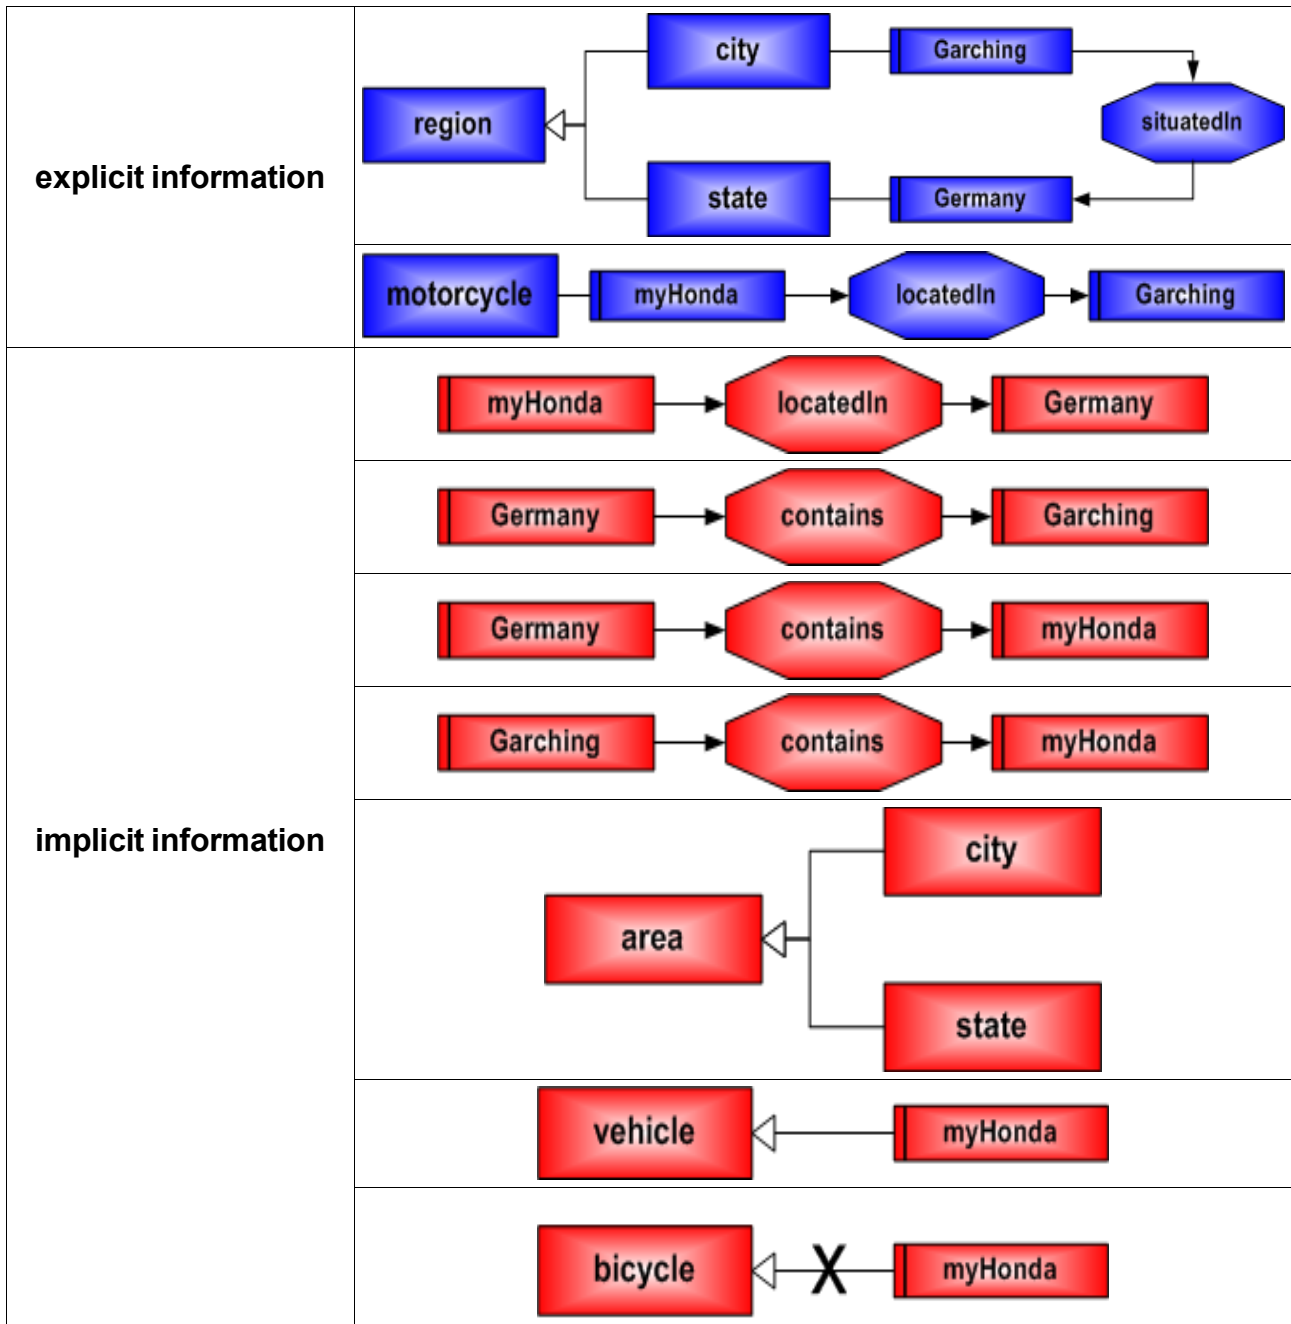 explicit information
region
city
Garching
situatedIn
state
Germany
motorcycle
myHonda
locatedIn
Garching
implicit information
myHonda
locatedIn
Germany
Germany
contains
Garching
Germany
contains
myHonda
Garching
contains
myHonda
area
city
state
vehicle
myHonda
bicycle
X
myHonda